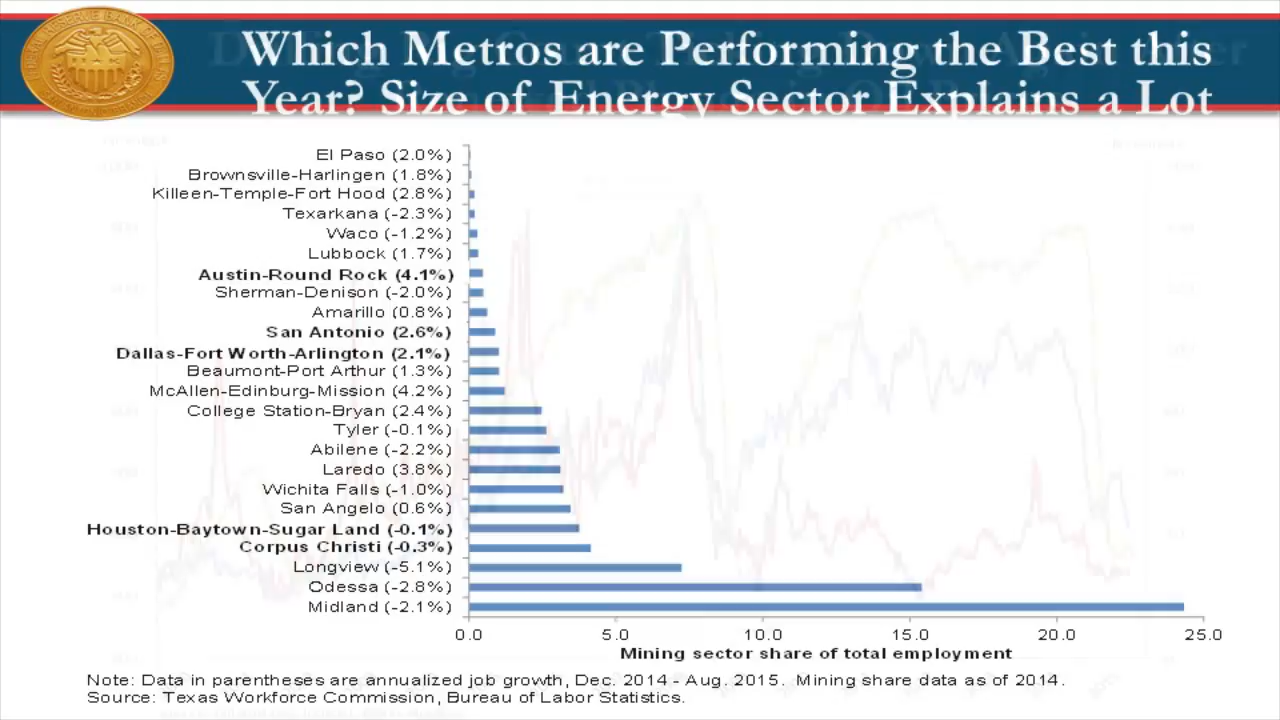 Which Metros are Performing the Best this
Year? Size of Energy Sector Explains a Lot
El Paso (2.0%)
Brownsville-Harlingen (1.8%)
Killeen-Temple-Fort Hood (2.8%)
Texarkana (-2.3%)
Waco (-1.2%)
Lubbock (1.7%)
Austin-Round Rock (4.1%)
Sherman-Denison (-2.0%)
Amarillo (0.8%)
San Antonio (2.6%)
Dallas-Fort Worth-Arlington (2.1%)
Beaumont-Port Arthur (1.3%)
McAllen-Edinburg-Mission (4.2%)
College Station-Bryan (2.4%)
Tyler (-0.1%)
Abilene (-2.2%)
Laredo (3.8%)
Wichita Falls (-1.0%)
San Angelo (0.6%)
Houston-Baytown-Sugar Land (-0.1%)
Corpus Christi (-0.3%)
Longview (-5.1%)
Odessa (-2.8%)
Midland (-2.1%)
0.0 5.0 10.0 15.0 20.0 25.0
Mining sector share of total employment
Note: Data in parentheses are annualized job growth, Dec. 2014 - Aug. 2015. Mining share data as of 2014.
Source: Texas Workforce Commission, Bureau of Labor Statistics.